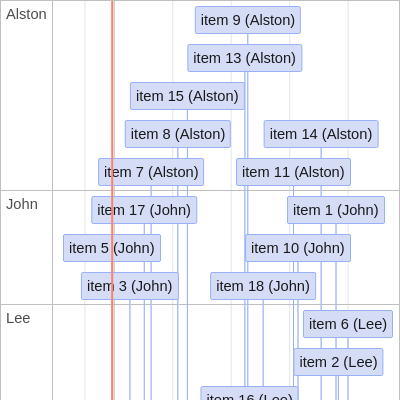 Alston
item 9 (Alston)
item 13 (Alston)
item 15 (Alston)
item 8 (Alston)
item 14 (Alston)
item 7 (Alston)
item 11 (Alston)
John
item 17 (John)
item 1 (John)
item 5 (John)
item 10 (John)
item 3 (John)
item 18 (John)
Lee
item 6 (Lee)
item 2 (Lee)
item 16 (Lee)